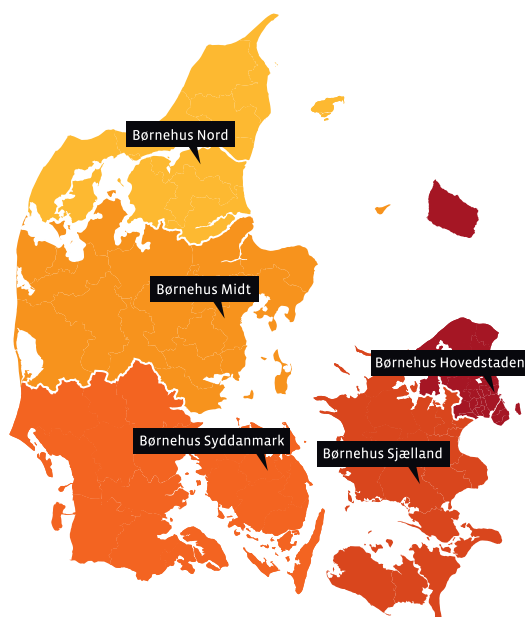 Børnehus Nord
Børnehus Midt
Børnehus Hovedstaden
Børnehus Syddanmark
Børnehus Sjælland